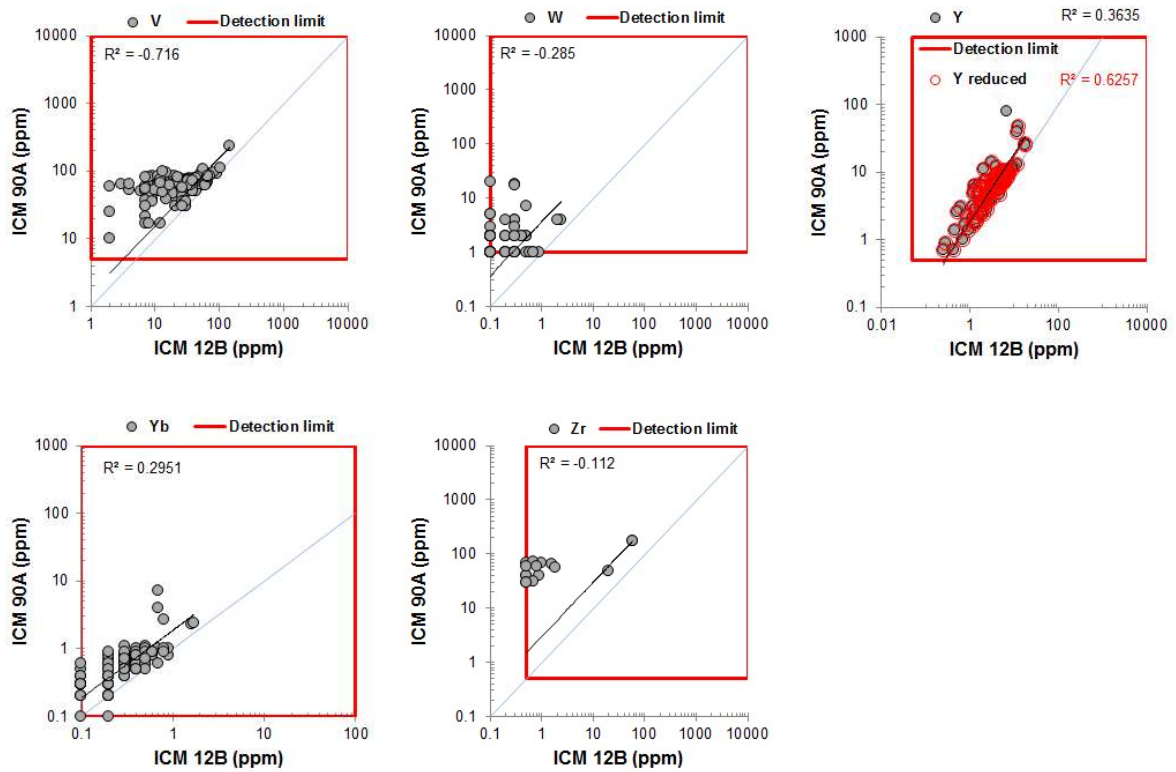 V Detection limit
R² = -0.716
10000
1000
100
10
1
1 10 100 1000 10000
ICM 90A (ppm)
ICM 12B (ppm)
W Detection limit
R² = -0.285
10000
1000
100
10
1
0.1
0.1 1 10 100 1000 10000
ICM 90A (ppm)
ICM 12B (ppm)
Y R² = 0.3635
Detection limit
Y reduced R² = 0.6257
1000
100
10
1
0.1
0.01 1 100 10000
ICM 90A (ppm)
ICM 12B (ppm)
Yb Detection limit
R² = 0.2951
1000
100
10
1
0.1
0.1 1 10 100
ICM 90A (ppm)
ICM 12B (ppm)
Zr Detection limit
R² = -0.112
10000
1000
100
10
1
0.1
0.1 1 10 100 1000 10000
ICM 90A (ppm)
ICM 12B (ppm)